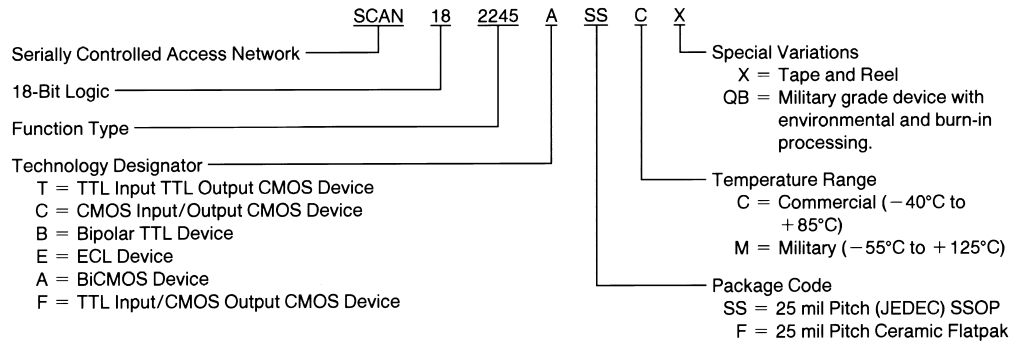 SCAN 18 2245 A SS C X
Serially Controlled Access Network
18-Bit Logic
Function Type
Technology Designator
T = TTL Input TTL Output CMOS Device
C = CMOS Input/Output CMOS Device
B = Bipolar TTL Device
E = ECL Device
A = BiCMOS Device
F = TTL Input/CMOS Output CMOS Device
Special Variations
X = Tape and Reel
QB = Military grade device with
environmental and burn-in
processing.
Temperature Range
C = Commercial (−40°C to
+85°C)
M = Military (−55°C to +125°C)
Package Code
SS = 25 mil Pitch (JEDEC) SSOP
F = 25 mil Pitch Ceramic Flatpak